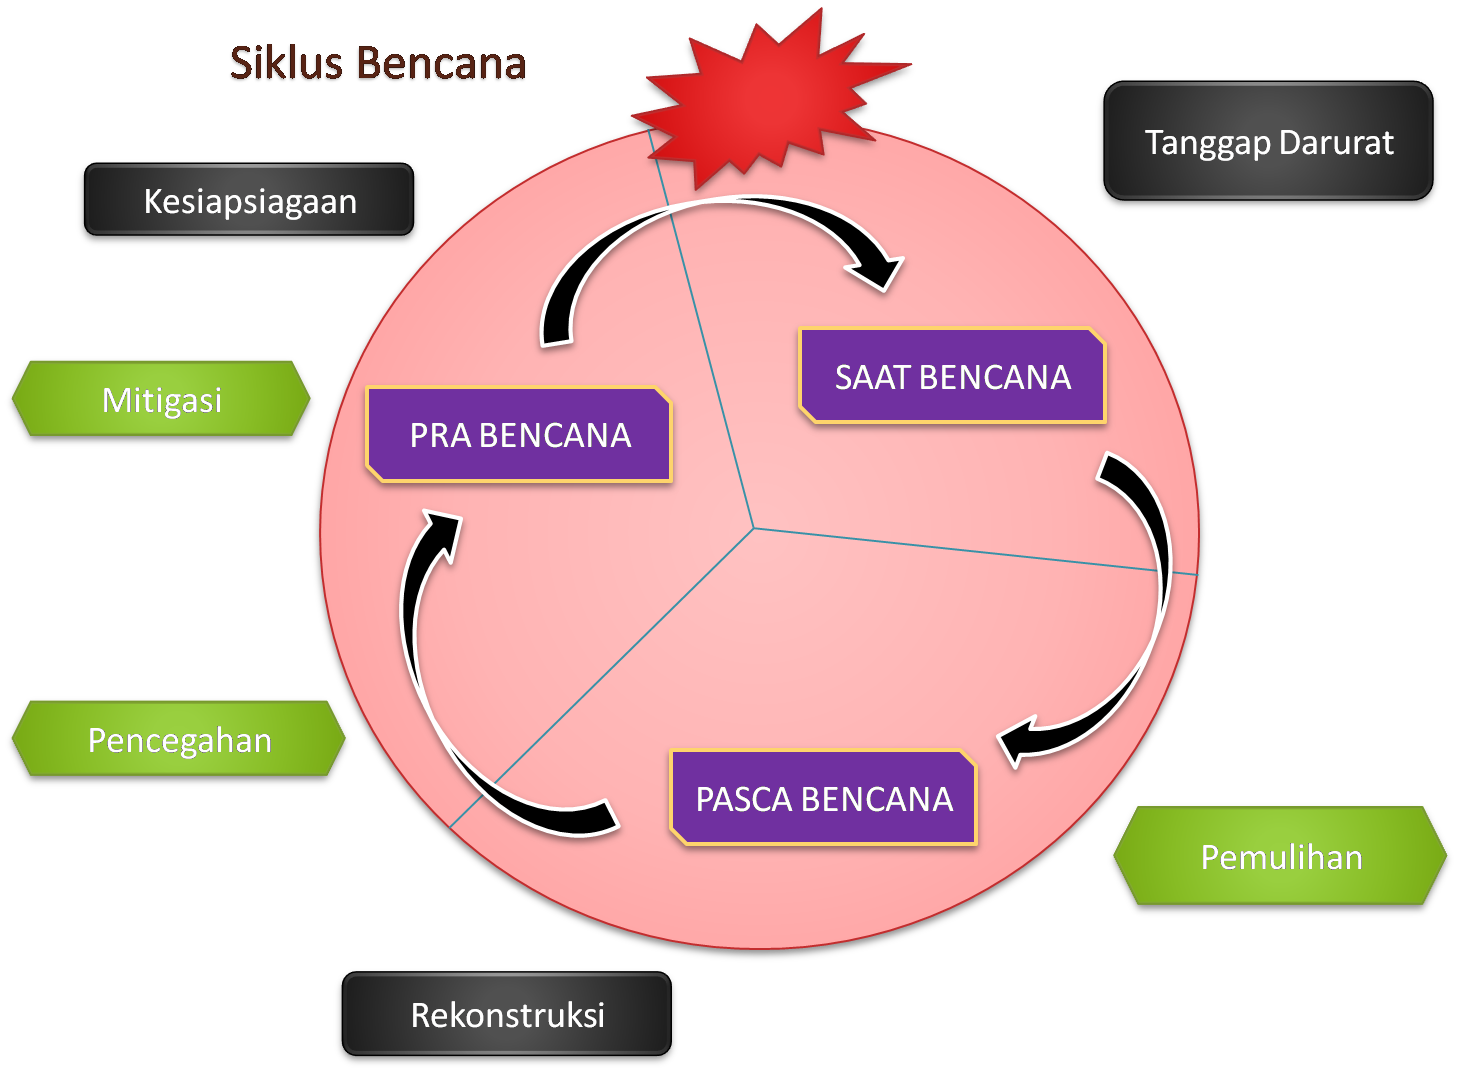 Siklus Bencana
Tanggap Darurat
Kesiapsiagaan
SAAT BENCANA
Mitigasi
PRA BENCANA
Pencegahan
PASCA BENCANA
Pemulihan
Rekonstruksi